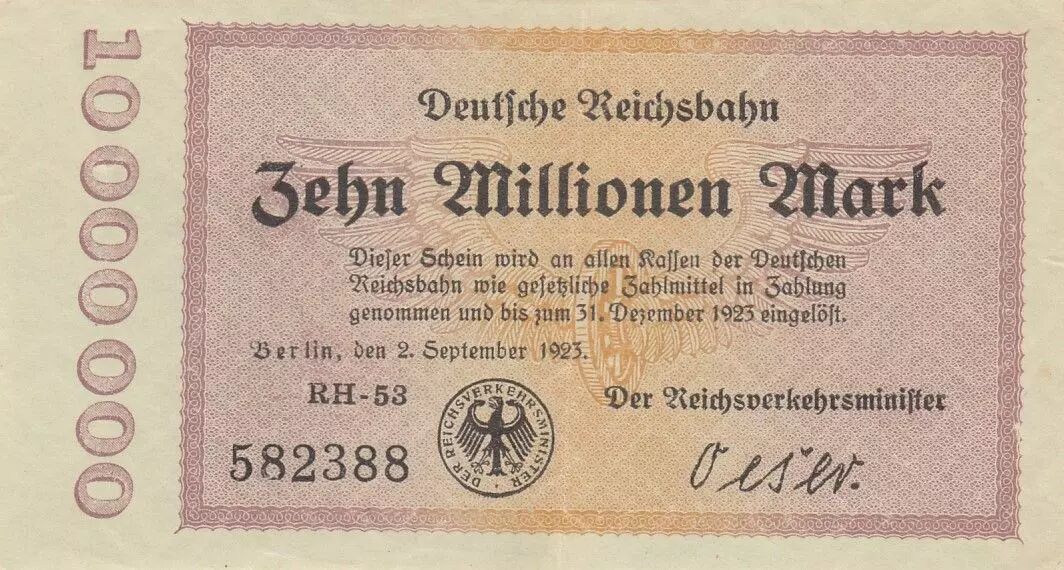 10000000
Deutsche Reichsbahn
Zehn Millionen Mark
Dieser Schein wird an allen Kassen der Deutschen
Reichsbahn wie gesetzliche Zahlmittel in Zahlung
genommen und bis zum 31. Dezember 1923 eingelöst.
Berlin, den 2. September 1923.
RH-53
Der Reichsverkehrsminister
582388
DER REICHSVERKEHRSMINISTER
Oeser.